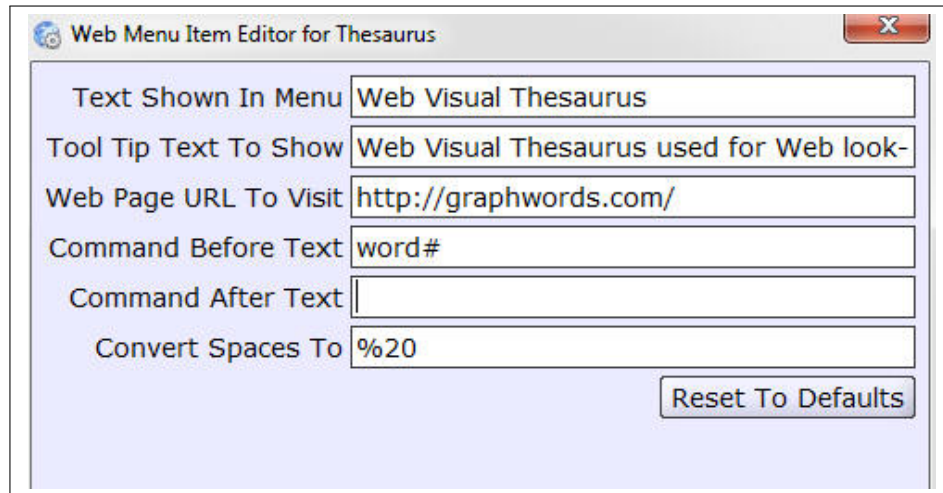 Web Menu Item Editor for Thesaurus
Text Shown In Menu Web Visual Thesaurus
Tool Tip Text To Show Web Visual Thesaurus used for Web look-
Web Page URL To Visit http://graphwords.com/
Command Before Text word#
Command After Text
Convert Spaces To %20
Reset To Defaults